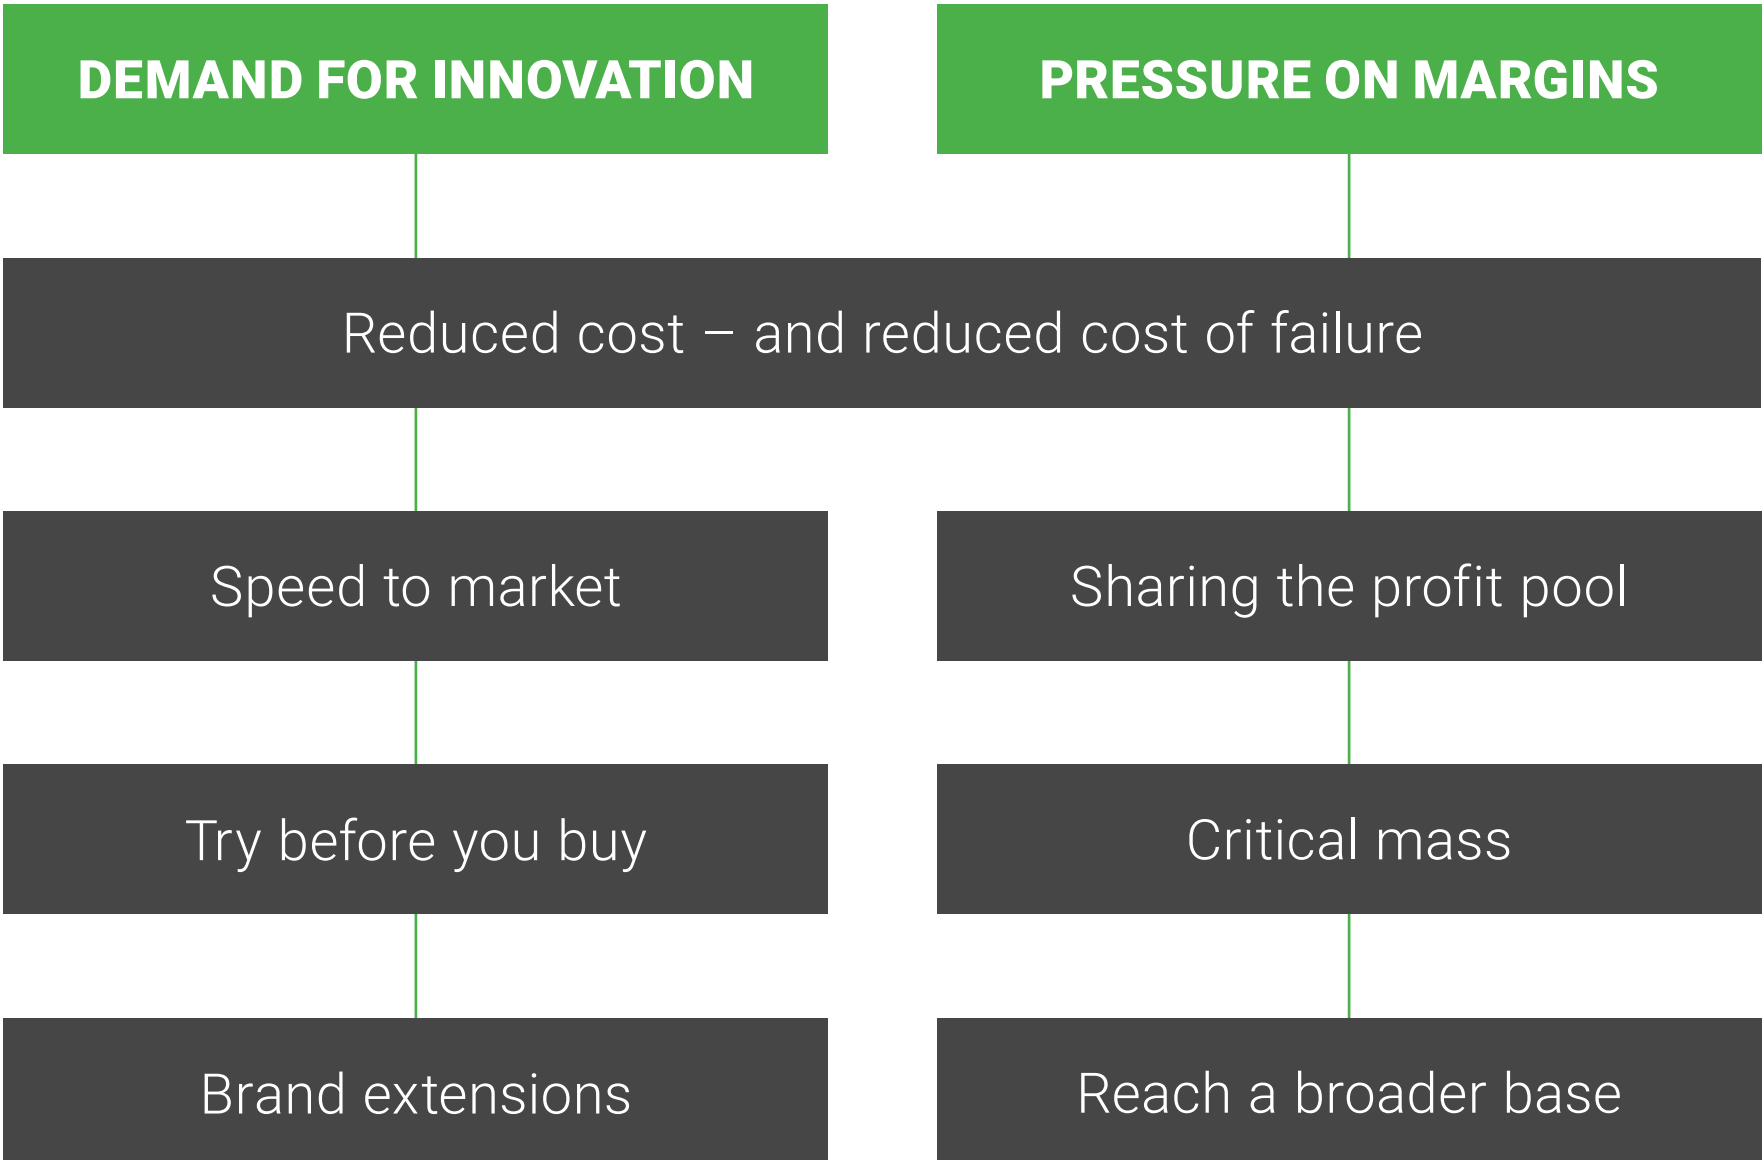 DEMAND FOR INNOVATION
PRESSURE ON MARGINS
Reduced cost – and reduced cost of failure
Speed to market
Sharing the profit pool
Try before you buy
Critical mass
Brand extensions
Reach a broader base